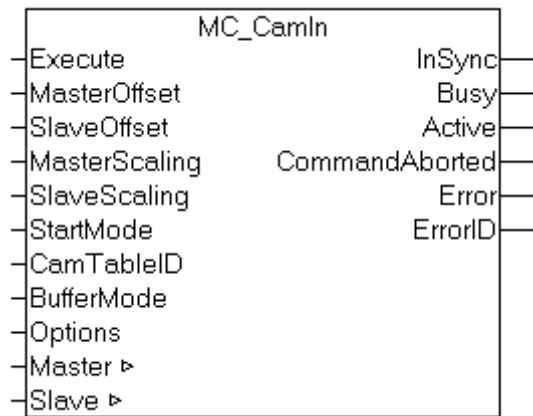 MC_CamIn
Execute InSync
MasterOffset Busy
SlaveOffset Active
MasterScaling CommandAborted
SlaveScaling Error
StartMode ErrorID
CamTableID
BufferMode
Options
Master ▷
Slave ▷